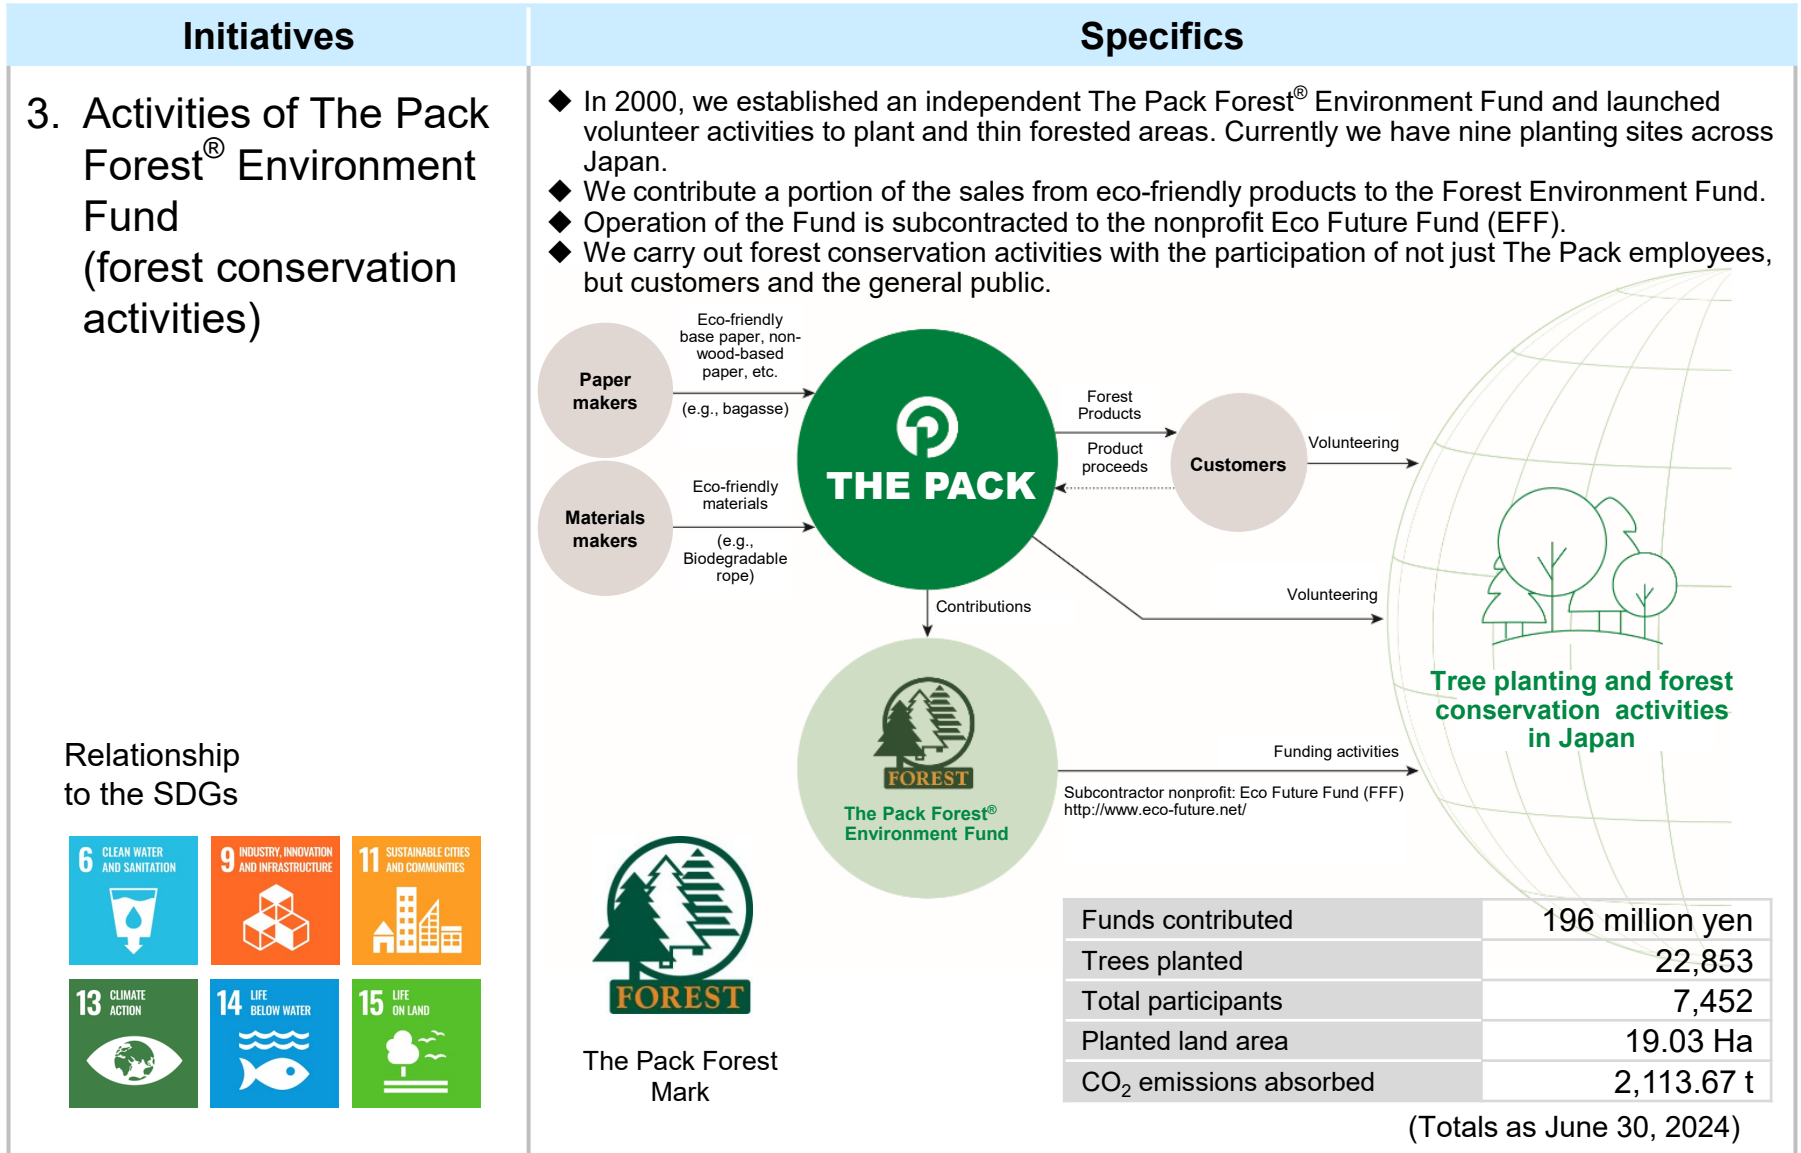 Initiatives
Specifics
3. Activities of The Pack
Forest® Environment
Fund
(forest conservation
activities)
◆ In 2000, we established an independent The Pack Forest® Environment Fund and launched
volunteer activities to plant and thin forested areas. Currently we have nine planting sites across
Japan.
◆ We contribute a portion of the sales from eco-friendly products to the Forest Environment Fund.
◆ Operation of the Fund is subcontracted to the nonprofit Eco Future Fund (EFF).
◆ We carry out forest conservation activities with the participation of not just The Pack employees,
but customers and the general public.
Paper
makers
Eco-friendly
base paper, non-
wood-based
paper, etc.
(e.g., bagasse)
Materials
makers
Eco-friendly
materials
(e.g.,
Biodegradable
rope)
THE PACK
Forest
Products
Product
proceeds
Customers
Volunteering
Volunteering
Contributions
FOREST
The Pack Forest®
Environment Fund
Funding activities
Subcontractor nonprofit: Eco Future Fund (FFF)
http://www.eco-future.net/
Tree planting and forest
conservation activities
in Japan
Relationship
to the SDGs
6 CLEAN WATER
AND SANITATION
9 INDUSTRY, INNOVATION
AND INFRASTRUCTURE
11 SUSTAINABLE CITIES
AND COMMUNITIES
13 CLIMATE
ACTION
14 LIFE
BELOW WATER
15 LIFE
ON LAND
FOREST
The Pack Forest
Mark
Funds contributed 196 million yen
Trees planted 22,853
Total participants 7,452
Planted land area 19.03 Ha
CO₂ emissions absorbed 2,113.67 t
(Totals as June 30, 2024)